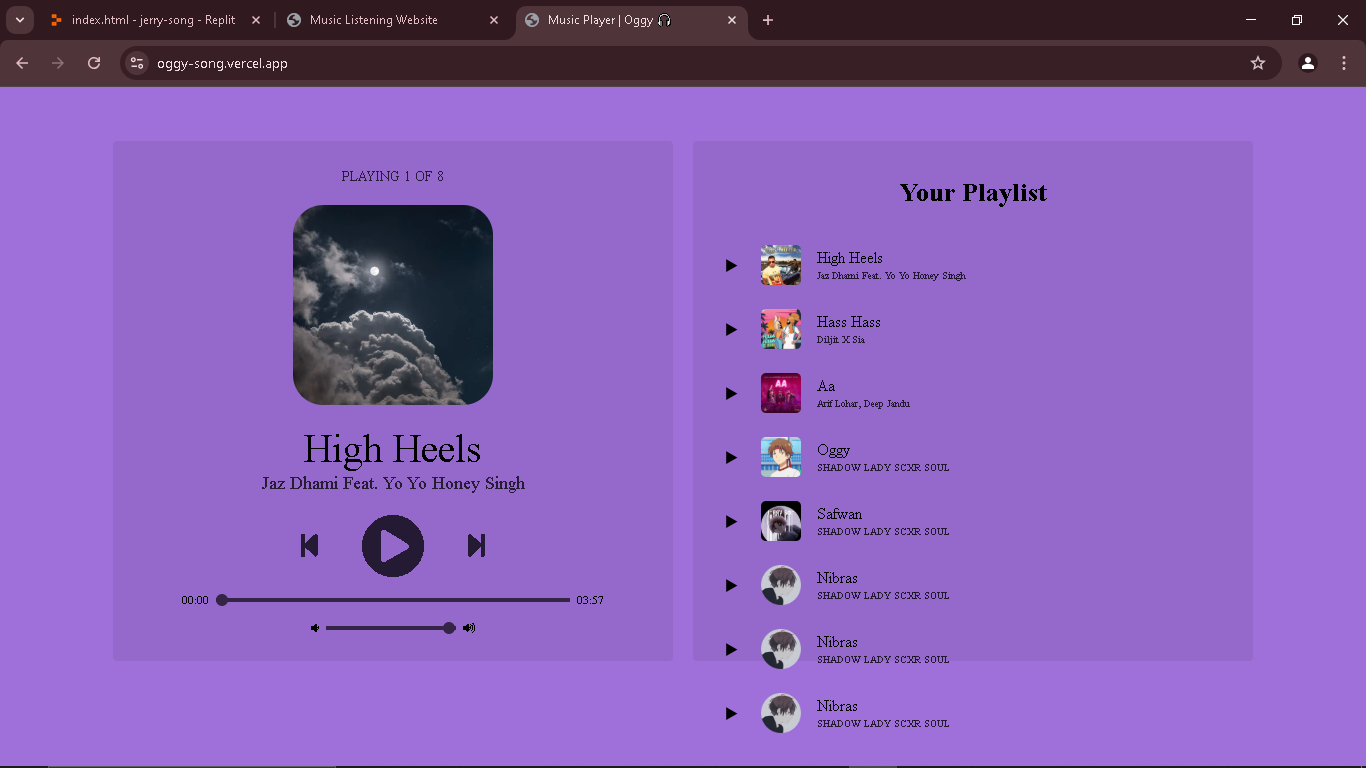 index.html - jerry-song - Replit
Music Listening Website
Music Player | Oggy 🎧
oggy-song.vercel.app
PLAYING 1 OF 8
High Heels
Jaz Dhami Feat. Yo Yo Honey Singh
00:00
03:57
Your Playlist
High Heels
Jaz Dhami Feat. Yo Yo Honey Singh
Hass Hass
Diljit X Sia
Aa
Arif Lohar, Deep Jandu
AA
Oggy
SHADOW LADY SCXR SOUL
Safwan
SHADOW LADY SCXR SOUL
Nibras
SHADOW LADY SCXR SOUL
Nibras
SHADOW LADY SCXR SOUL
Nibras
SHADOW LADY SCXR SOUL